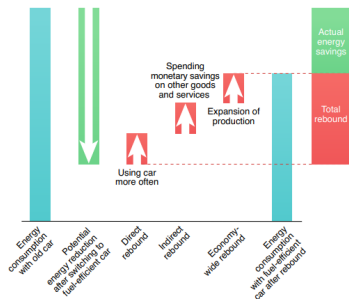 Actual
energy
savings
Spending
monetary savings
on other goods
and services
Expansion of
production
Total
rebound
Using car
more often
Energy
consumption
with old car
Potential
energy reduction
after switching to
fuel-efficient car
Direct
rebound
Indirect
rebound
Economy-
wide rebound
Energy
consumption
with fuel-efficient
car after rebound